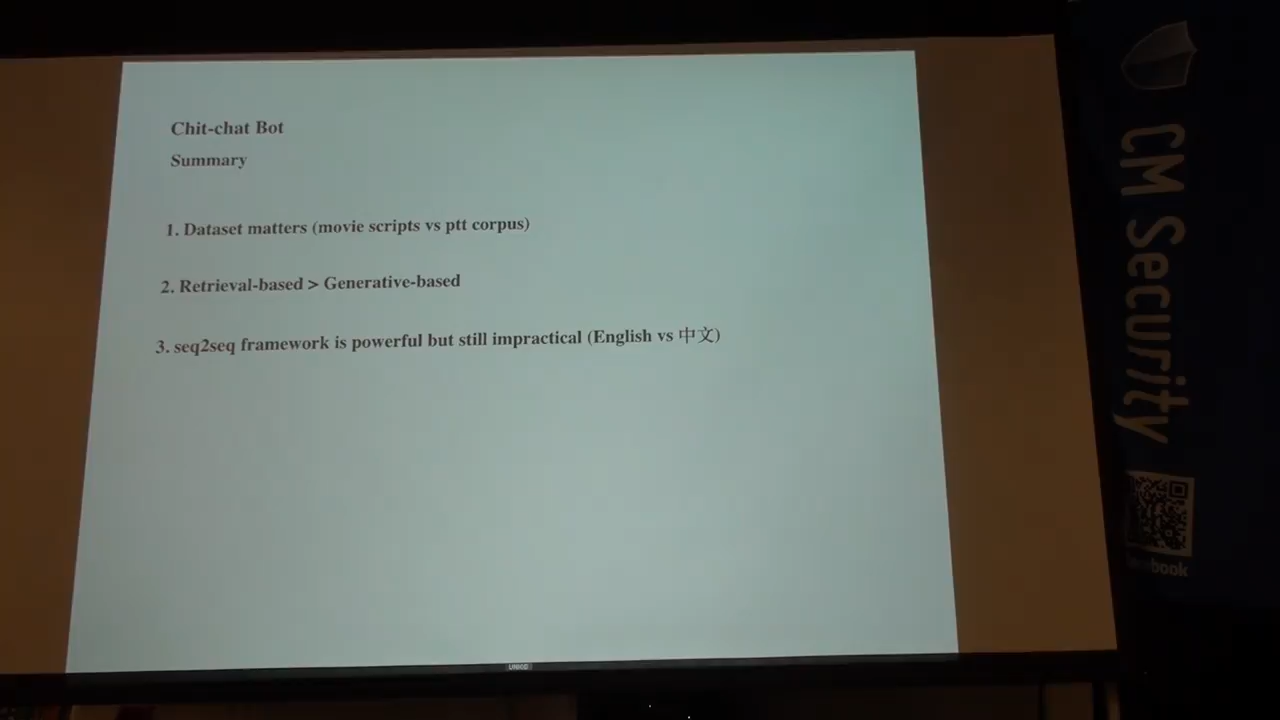 Chit-chat Bot
Summary
1. Dataset matters (movie scripts vs ptt corpus)
2. Retrieval-based > Generative-based
3. seq2seq framework is powerful but still impractical (English vs 中文)
CM Security